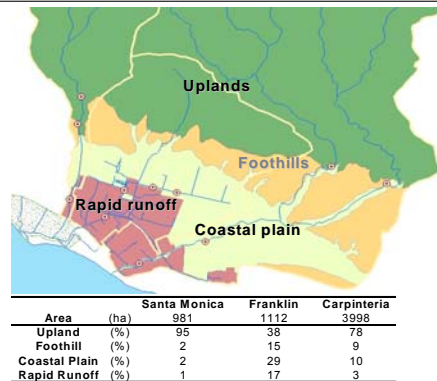 Uplands
Foothills
Rapid runoff
Coastal plain
Santa Monica Franklin Carpinteria
Area (ha) 981 1112 3998
Upland (%) 95 38 78
Foothill (%) 2 15 9
Coastal Plain (%) 2 29 10
Rapid Runoff (%) 1 17 3